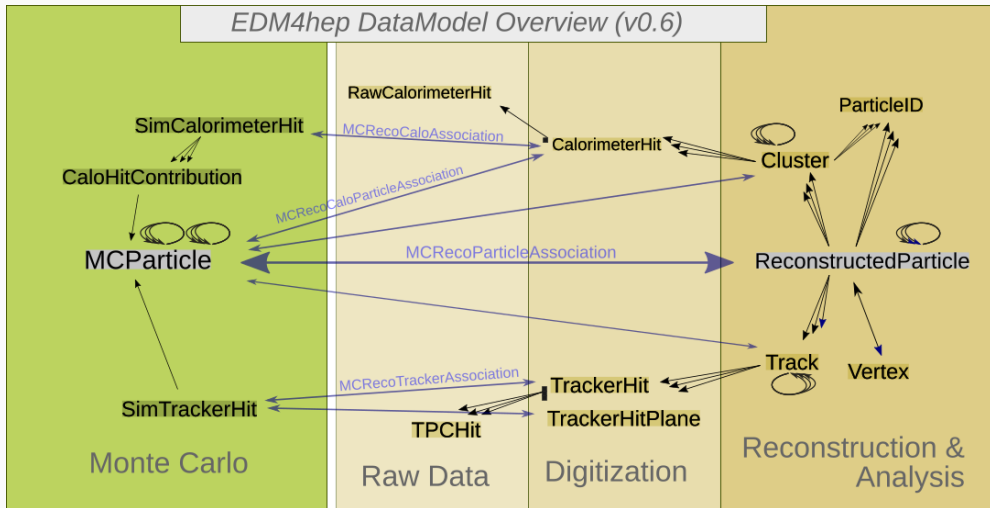 EDM4hep DataModel Overview (v0.6)
RawCalorimeterHit
ParticleID
SimCalorimeterHit
MCRecoCaloAssociation
CalorimeterHit
Cluster
CaloHitContribution
MCRecoCaloParticleAssociation
MCParticle
MCRecoParticleAssociation
ReconstructedParticle
Track
Vertex
MCRecoTrackerAssociation
TrackerHit
SimTrackerHit
TPCHit
TrackerHitPlane
Monte Carlo
Raw Data
Digitization
Reconstruction &
Analysis